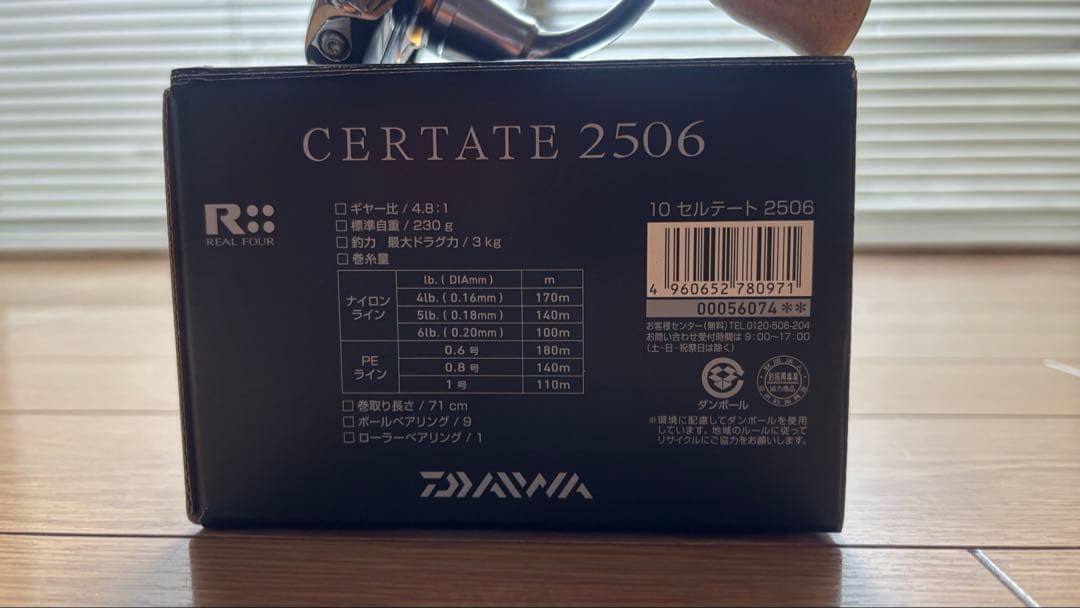 CERTATE 2506
R
REAL FOUR
□ ギヤー比 / 4.8:1
□ 標準自重 / 230 g
□ 釣力 最大ドラグ力 / 3 kg
□ 巻糸量
lb. ( DIAmm ) m
ナイロンライン
4lb. ( 0.16mm ) 170m
5lb. ( 0.18mm ) 140m
6lb. ( 0.20mm ) 100m
PEライン
0.6 号 180m
0.8 号 140m
1 号 110m
□ 巻取り長さ / 71 cm
□ ボールベアリング / 9
□ ローラーベアリング / 1
10 セルテート 2506
4 960652 780971
00056074**
お客様センター(無料)TEL.0120-506-204
お問い合わせ受付時間は 9:00~17:00
(土・日・祝祭日は除く)
ダンボール
協力商品
※環境に配慮してダンボールを使用
しています。地域のルールに従って
リサイクルにご協力をお願いします。
DAIWA